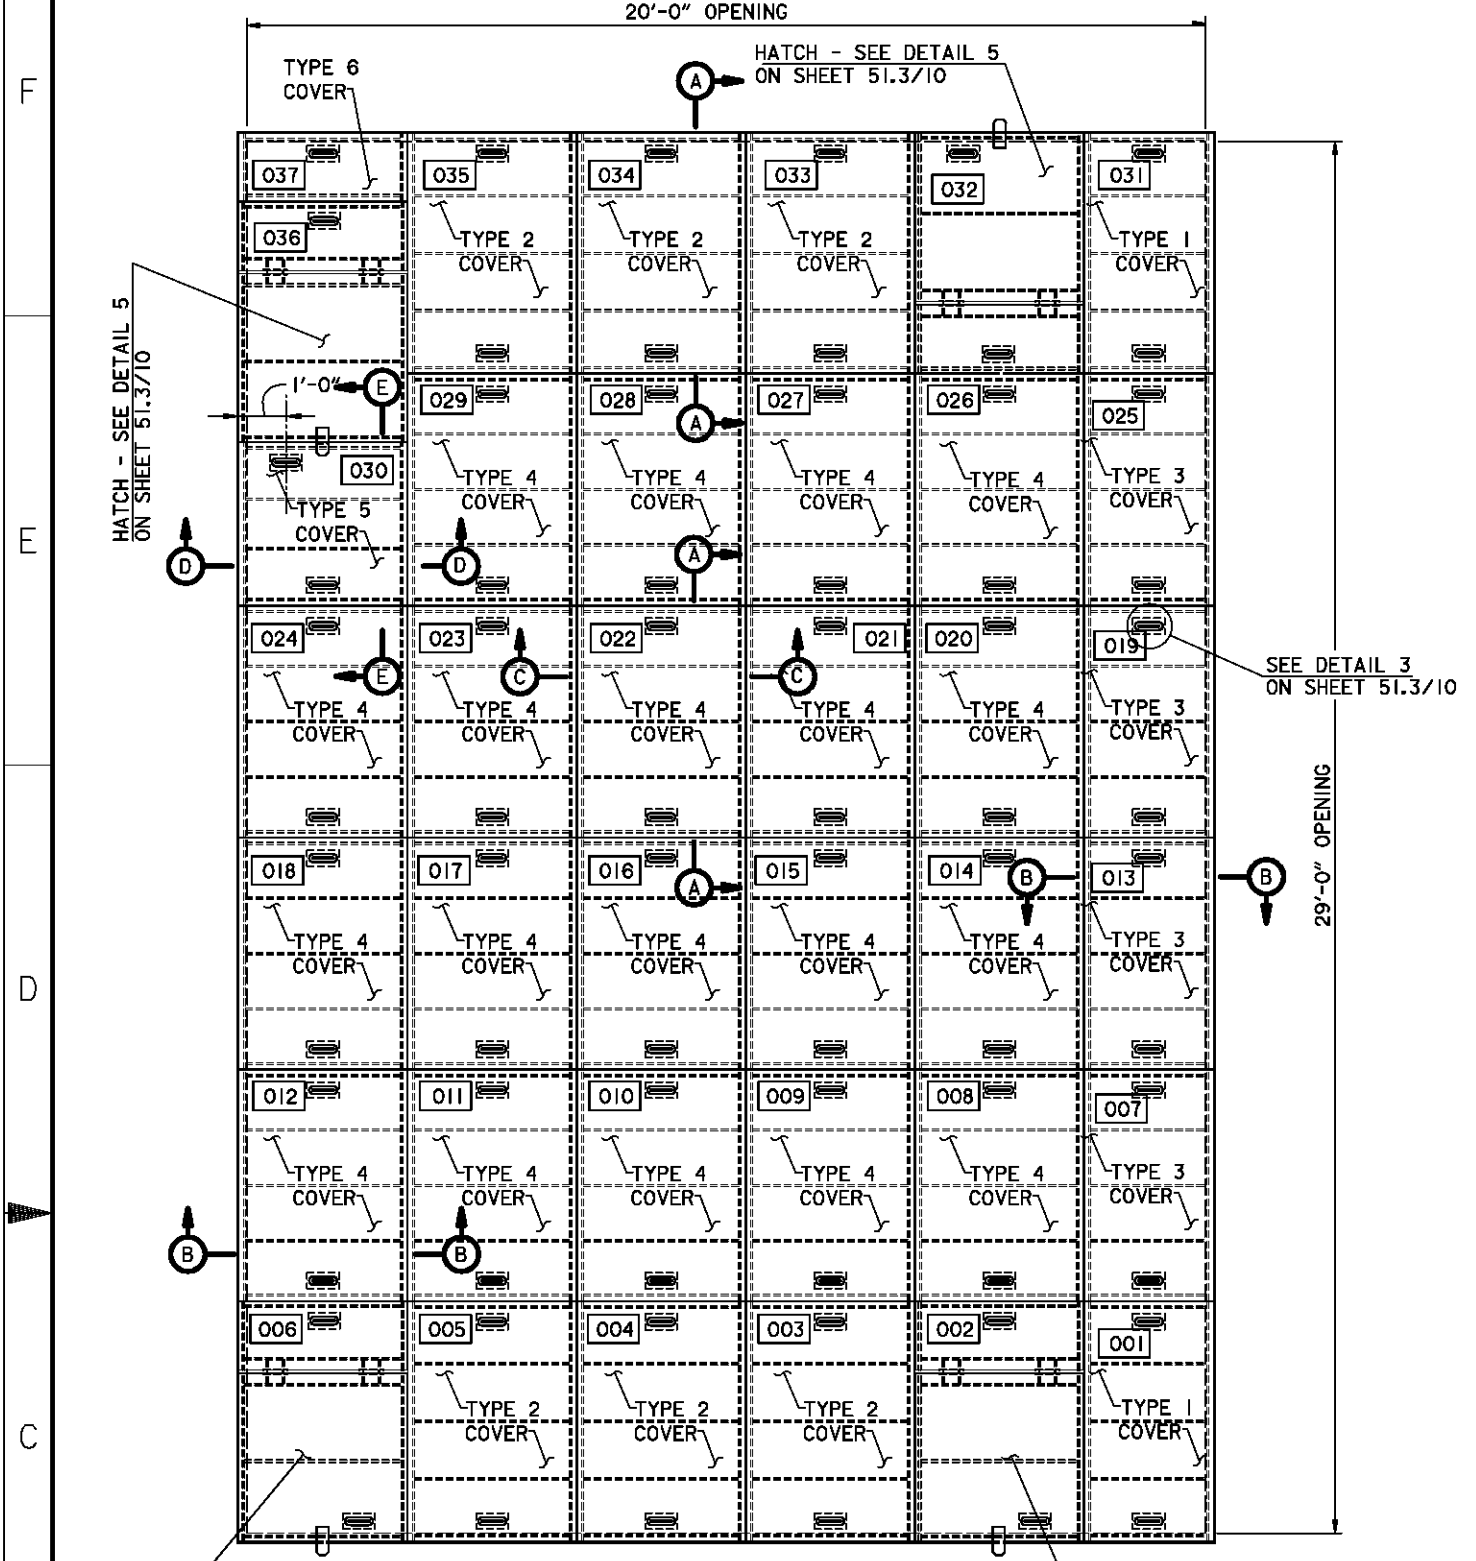 20'-0" OPENING
F
TYPE 6
COVER
A
HATCH - SEE DETAIL 5
ON SHEET 51.3/10
037
035
034
033
032
031
036
TYPE 2
COVER
TYPE 2
COVER
TYPE 2
COVER
TYPE 1
COVER
HATCH - SEE DETAIL 5
ON SHEET 51.3/10
1'-0"
E
029
028
A
027
026
025
030
TYPE 5
COVER
TYPE 4
COVER
TYPE 4
COVER
TYPE 4
COVER
TYPE 4
COVER
TYPE 3
COVER
E
D
D
A
024
023
022
021
020
019
E
C
C
SEE DETAIL 3
ON SHEET 51.3/10
TYPE 4
COVER
TYPE 4
COVER
TYPE 4
COVER
TYPE 4
COVER
TYPE 4
COVER
TYPE 3
COVER
29'-0" OPENING
018
017
016
A
015
014
B
013
B
D
TYPE 4
COVER
TYPE 4
COVER
TYPE 4
COVER
TYPE 4
COVER
TYPE 4
COVER
TYPE 3
COVER
012
011
010
009
008
007
TYPE 4
COVER
TYPE 4
COVER
TYPE 4
COVER
TYPE 4
COVER
TYPE 4
COVER
TYPE 3
COVER
B
B
006
005
004
003
002
001
C
TYPE 2
COVER
TYPE 2
COVER
TYPE 2
COVER
TYPE 1
COVER